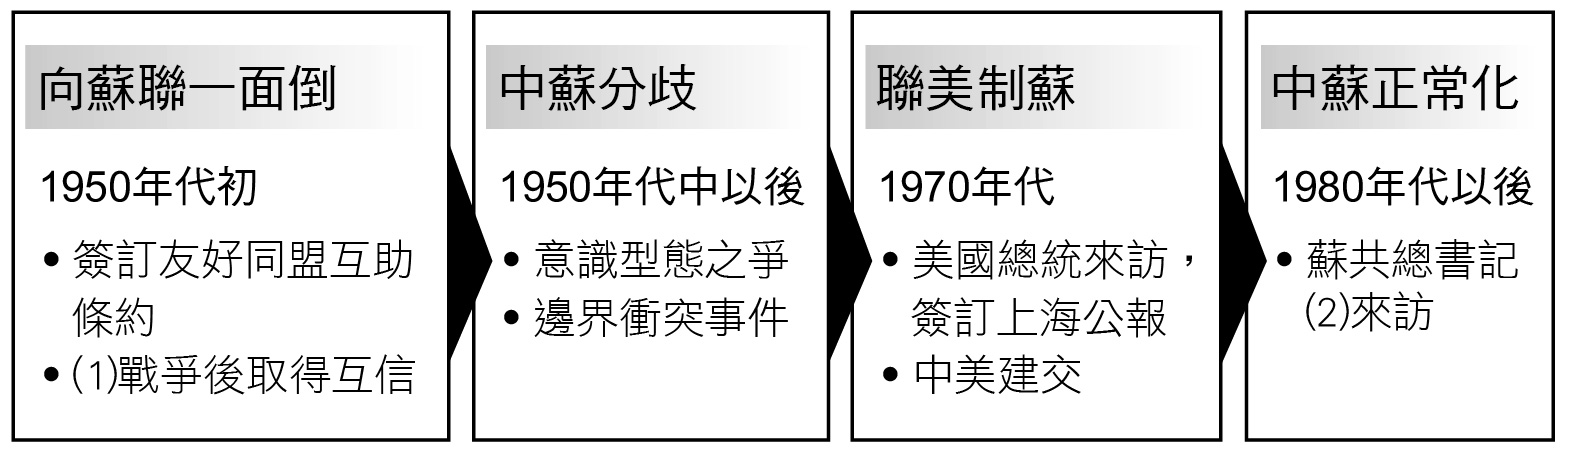 向蘇聯一面倒
1950年代初
• 簽訂友好同盟互助
條約
• (1)戰爭後取得互信
中蘇分歧
1950年代中以後
• 意識型態之爭
• 邊界衝突事件
聯美制蘇
1970年代
• 美國總統來訪，
簽訂上海公報
• 中美建交
中蘇正常化
1980年代以後
• 蘇共總書記
(2)來訪